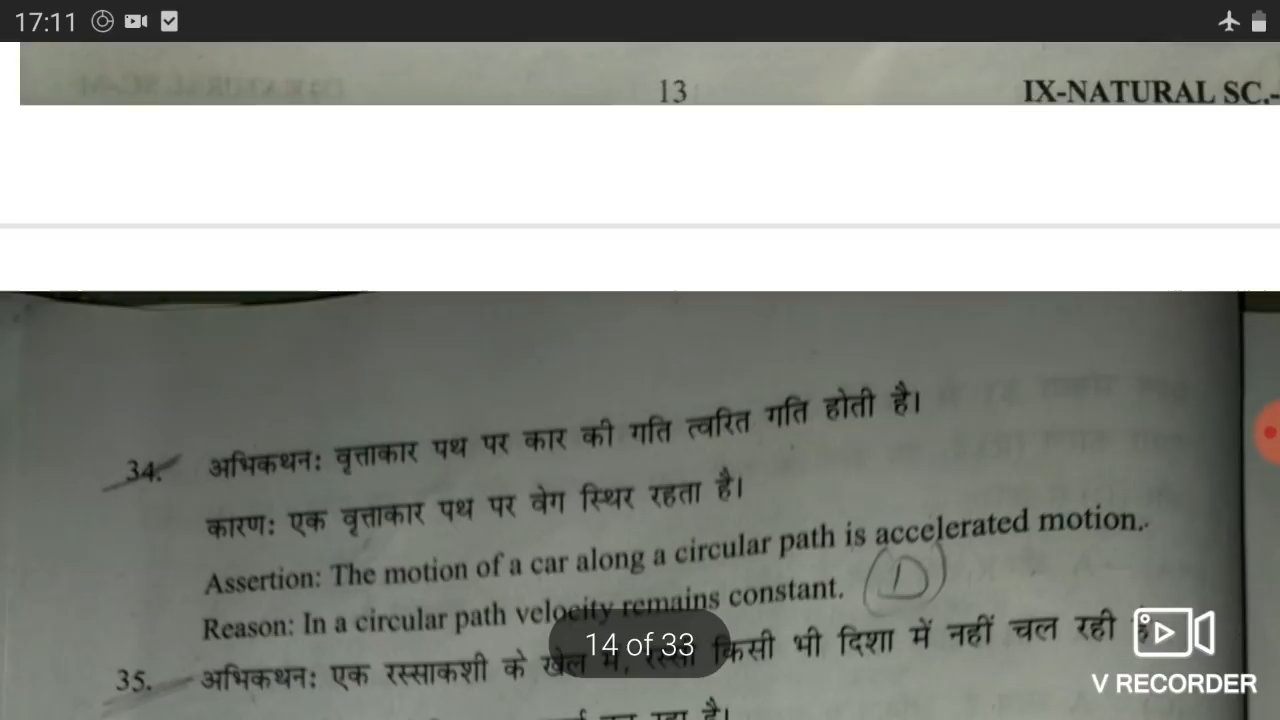 17:11
13
IX-NATURAL SC.-
34. अभिकथन: वृत्ताकार पथ पर कार की गति त्वरित गति होती है।
कारण: एक वृत्ताकार पथ पर वेग स्थिर रहता है।
Assertion: The motion of a car along a circular path is accelerated motion.
Reason: In a circular path velocity remains constant. (D)
14 of 33
35. अभिकथन: एक रस्साकशी के खेल में, रस्सा किसी भी दिशा में नहीं चल रही
है।
V RECORDER